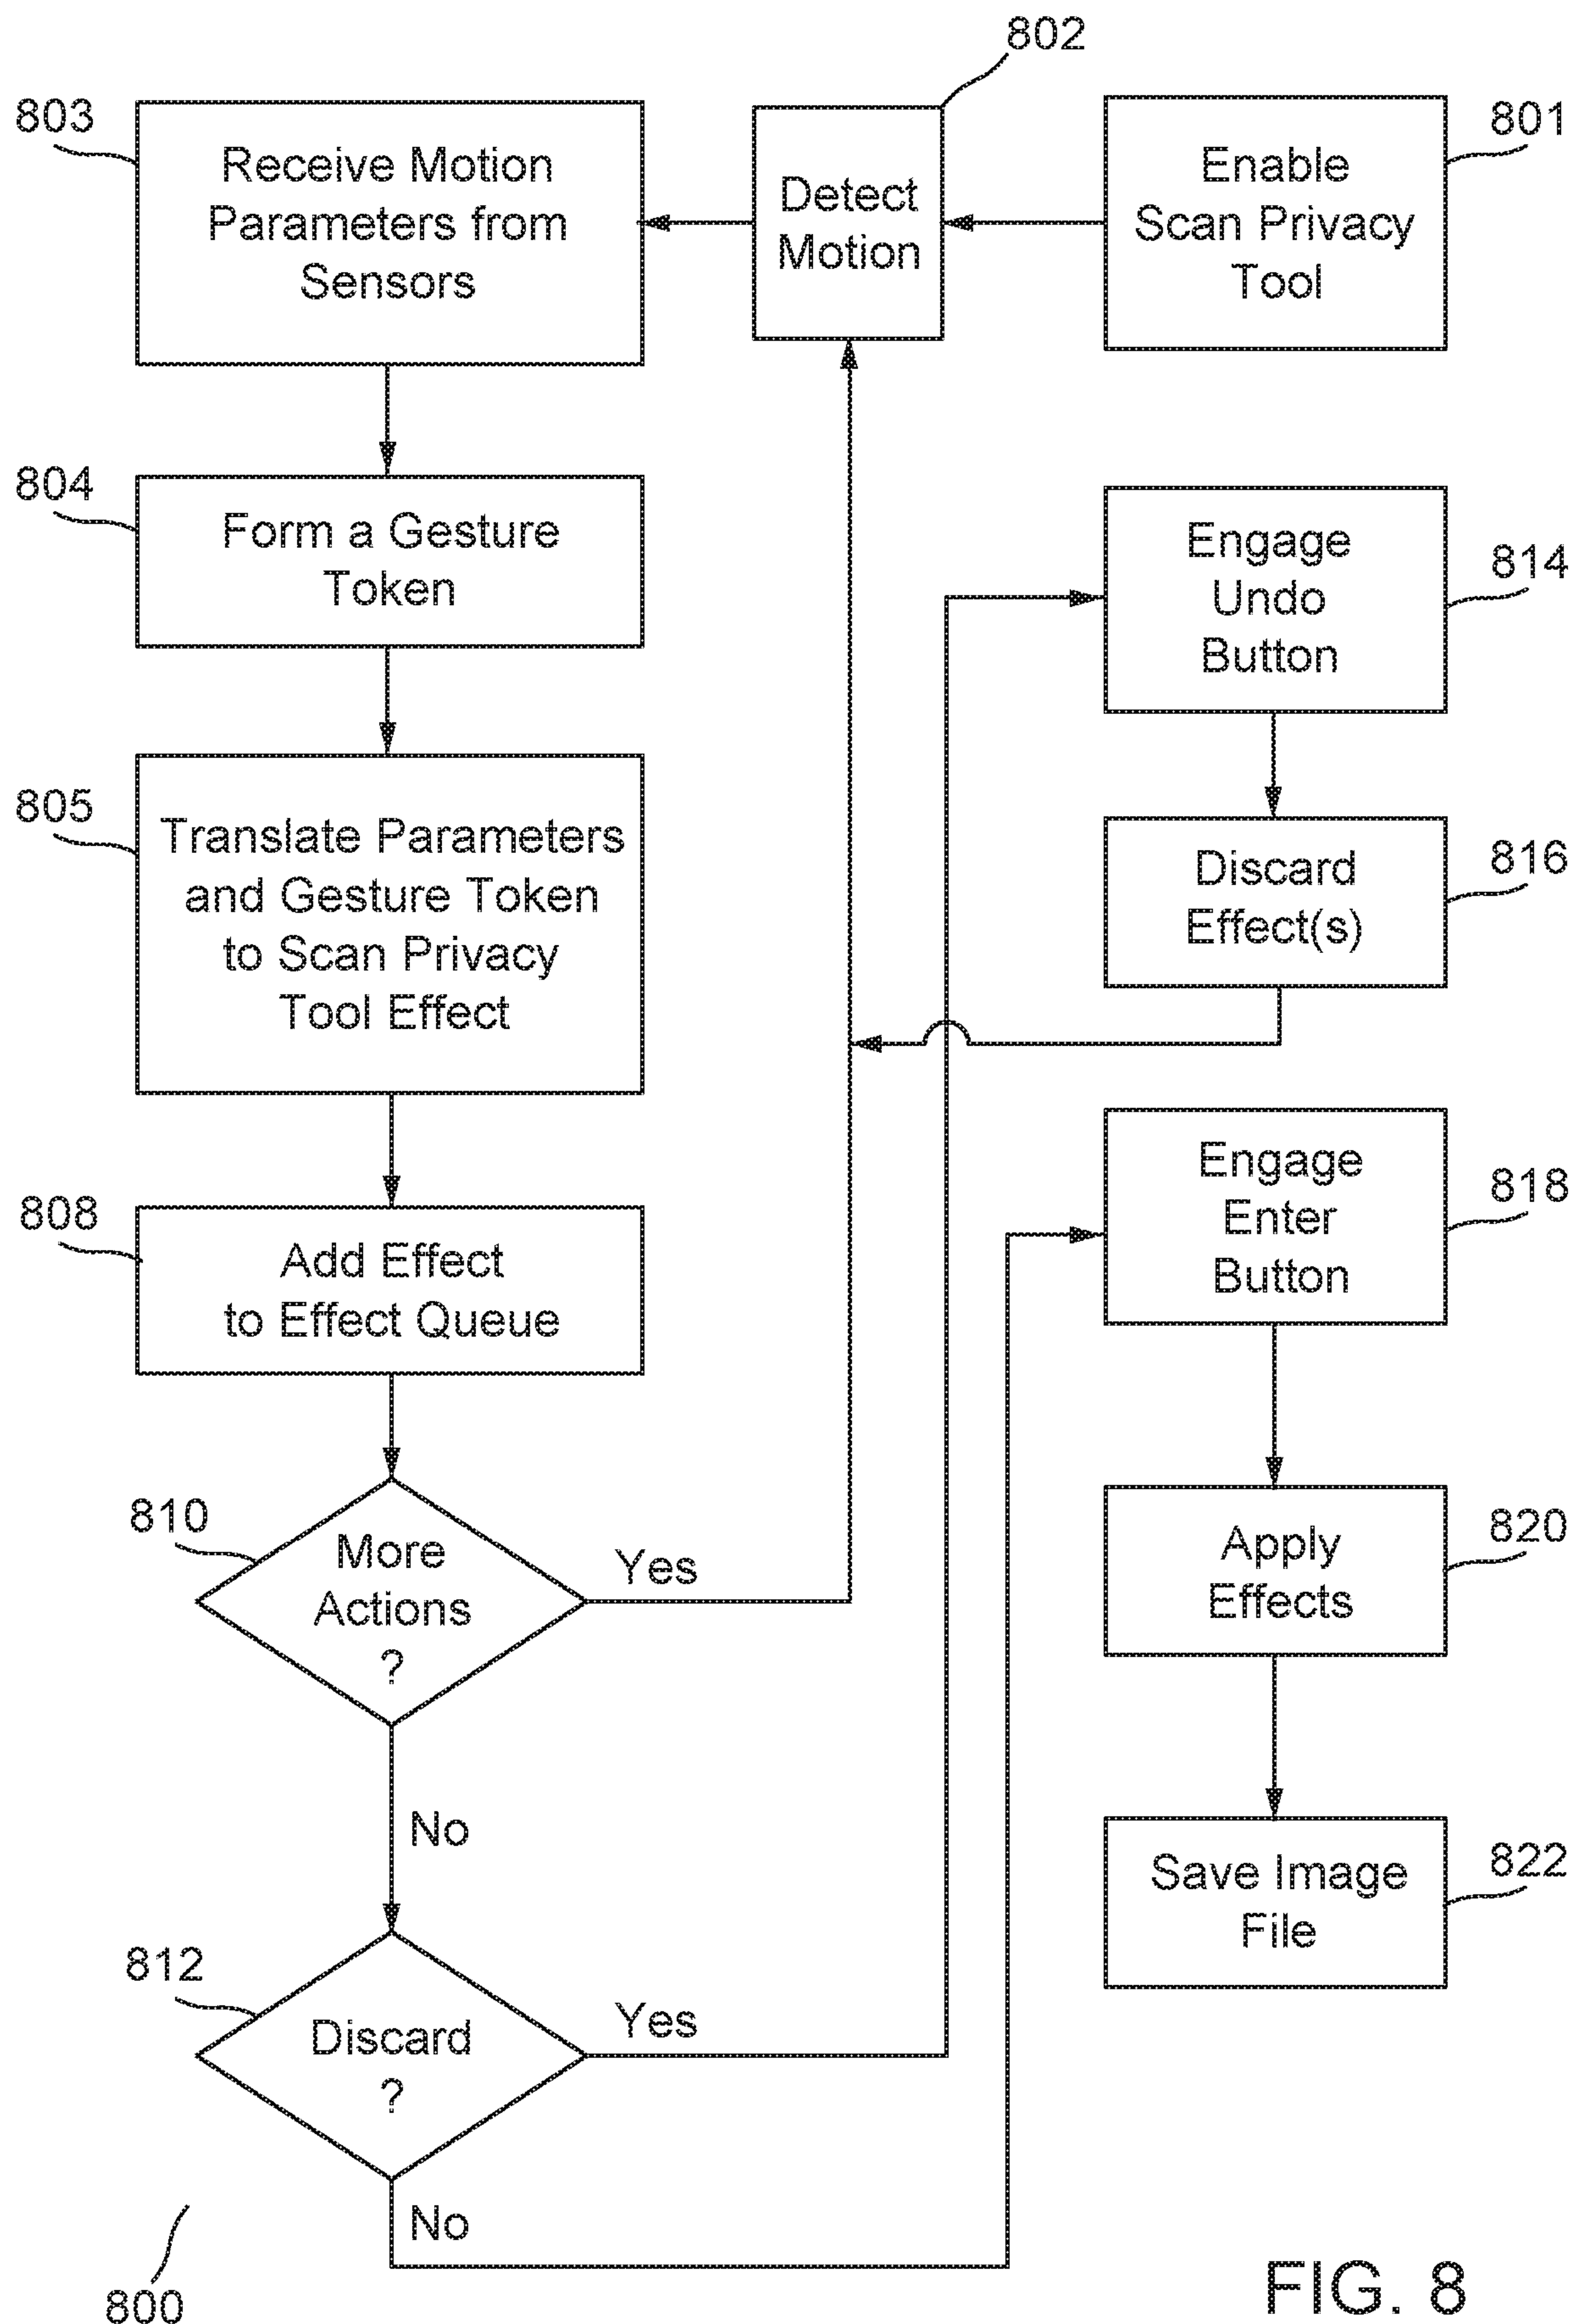 802
803
Receive Motion
Parameters from
Sensors
Detect
Motion
801
Enable
Scan Privacy
Tool
804
Form a Gesture
Token
814
Engage
Undo
Button
805
Translate Parameters
and Gesture Token
to Scan Privacy
Tool Effect
816
Discard
Effect(s)
808
Add Effect
to Effect Queue
818
Engage
Enter
Button
810
More
Actions
?
Yes
No
820
Apply
Effects
812
Discard
?
Yes
No
822
Save Image
File
800
FIG. 8